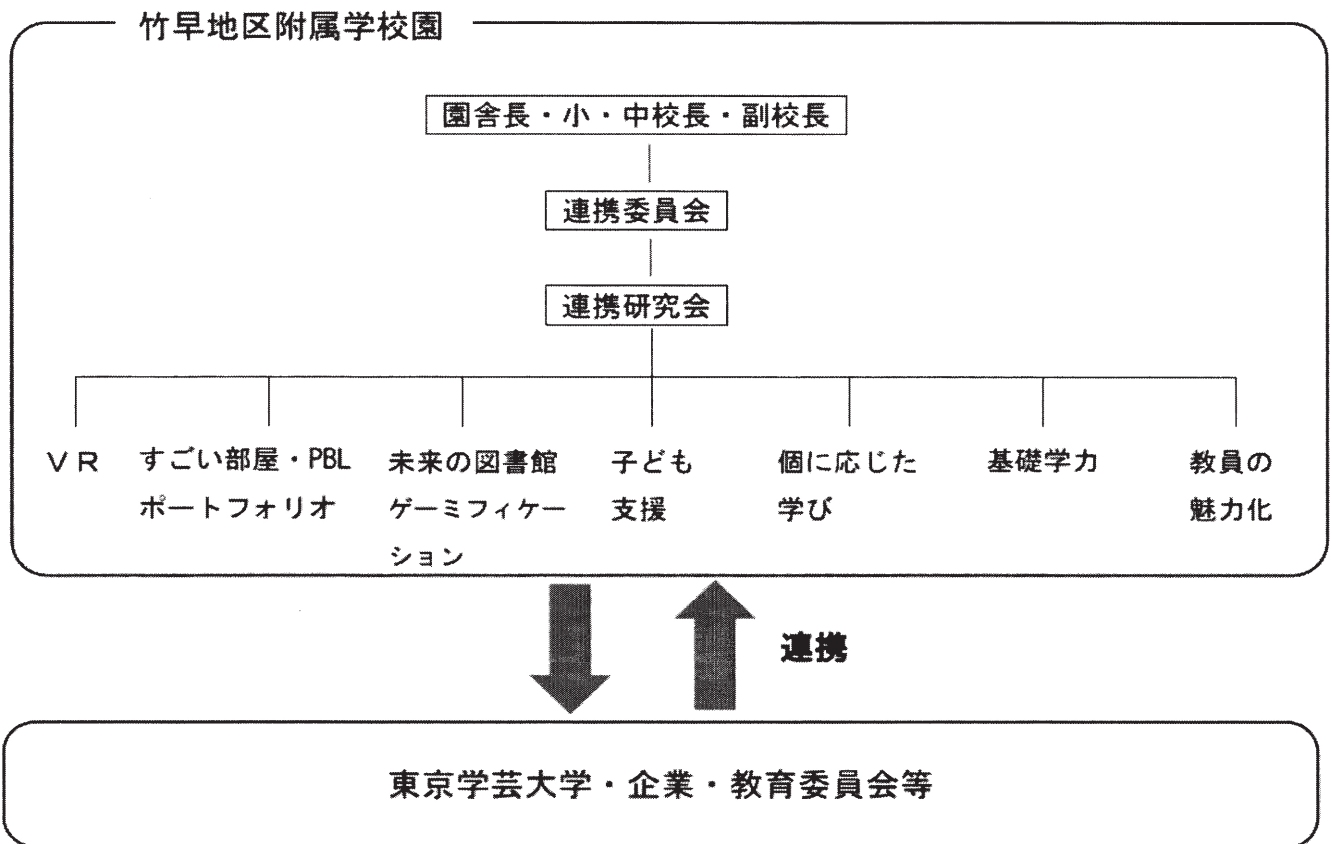 竹早地区附属学校園
園舎長・小・中校長・副校長
連携委員会
連携研究会
VR
すごい部屋・PBL
ポートフォリオ
未来の図書館
ゲーミフィケー
ション
子ども
支援
個に応じた
学び
基礎学力
教員の
魅力化
連携
東京学芸大学・企業・教育委員会等